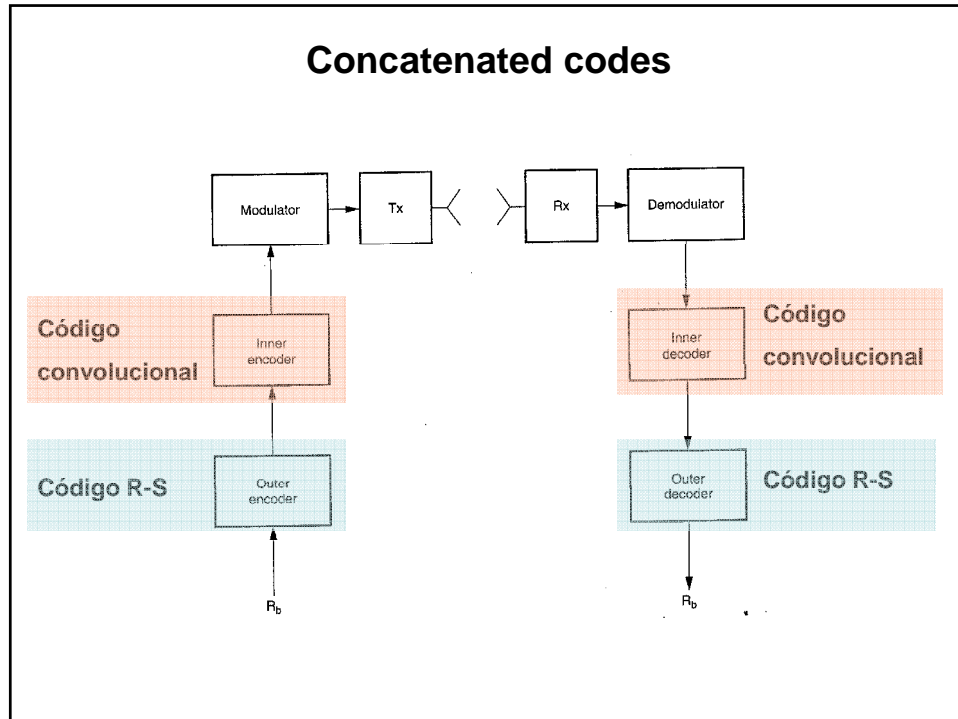 Concatenated codes
Modulator
Tx
Rx
Demodulator
Código
convolucional
Inner
encoder
Inner
decoder
Código
convolucional
Código R-S
Outer
encoder
Outer
decoder
Código R-S
Rb
Rb